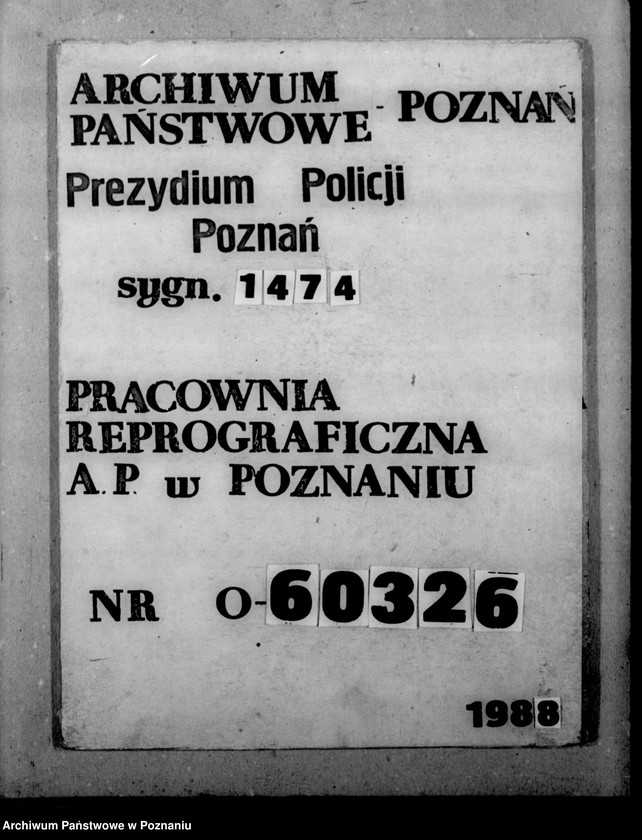 ARCHIWUM
PAŃSTWOWE - POZNAŃ
Prezydium Policji
Poznań
sygn. 1474
PRACOWNIA
REPROGRAFICZNA
A.P. w POZNANIU
NR O-60326
1988
Archiwum Państwowe w Poznaniu